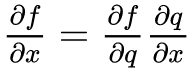 ∂f/∂x = ∂f/∂q ∂q/∂x